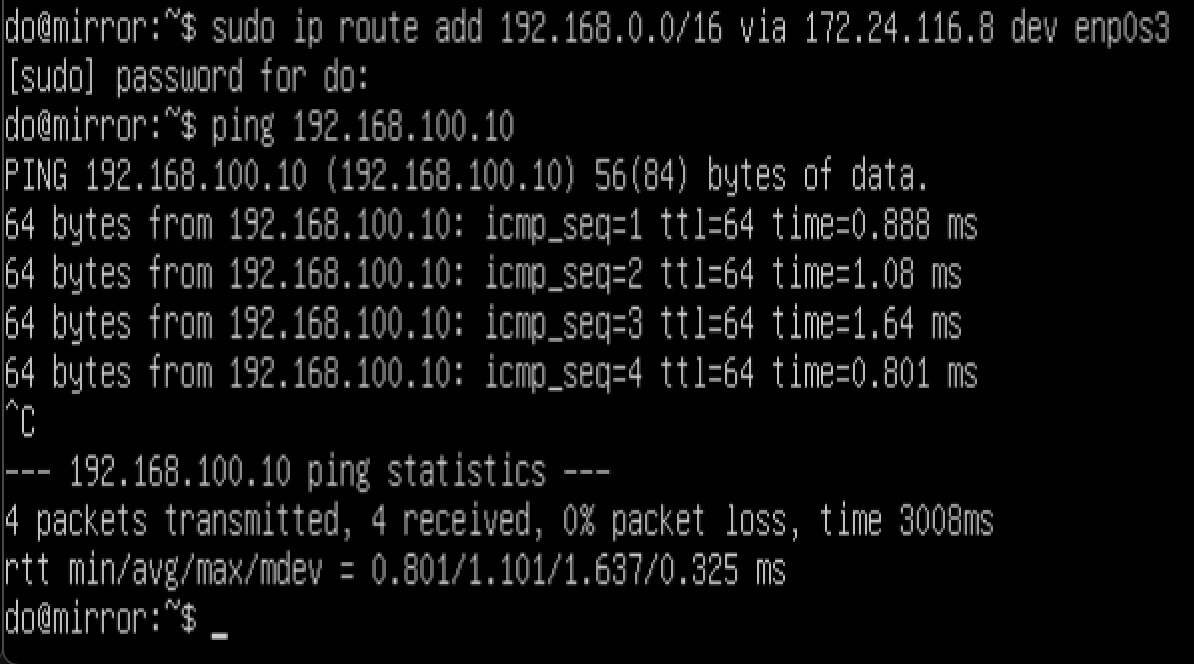 do@mirror:~$ sudo ip route add 192.168.0.0/16 via 172.24.116.8 dev enp0s3
[sudo] password for do:
do@mirror:~$ ping 192.168.100.10
PING 192.168.100.10 (192.168.100.10) 56(84) bytes of data.
64 bytes from 192.168.100.10: icmp_seq=1 ttl=64 time=0.888 ms
64 bytes from 192.168.100.10: icmp_seq=2 ttl=64 time=1.08 ms
64 bytes from 192.168.100.10: icmp_seq=3 ttl=64 time=1.64 ms
64 bytes from 192.168.100.10: icmp_seq=4 ttl=64 time=0.801 ms
^C
--- 192.168.100.10 ping statistics ---
4 packets transmitted, 4 received, 0% packet loss, time 3008ms
rtt min/avg/max/mdev = 0.801/1.101/1.637/0.325 ms
do@mirror:~$ _